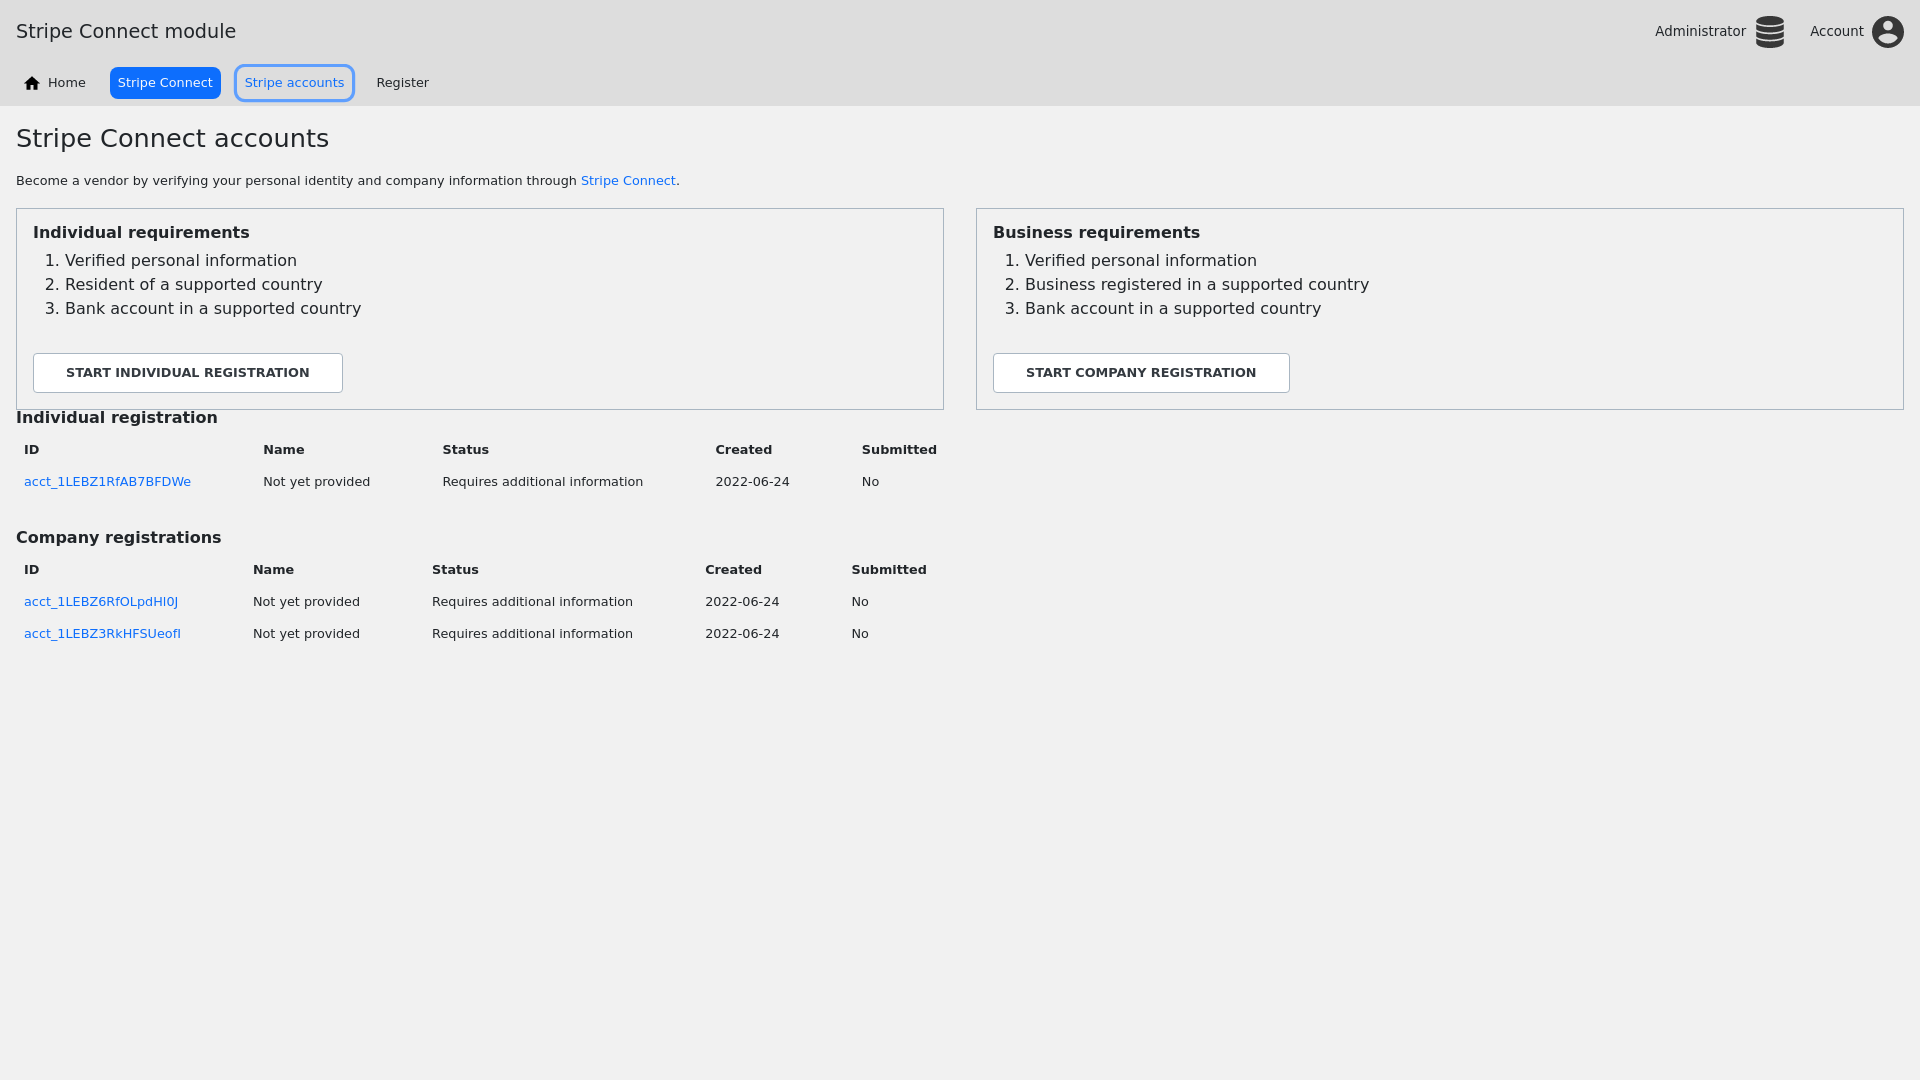 Stripe Connect module
Administrator
Account
Home
Stripe Connect
Stripe accounts
Register
Stripe Connect accounts
Become a vendor by verifying your personal identity and company information through Stripe Connect.
Individual requirements
1. Verified personal information
2. Resident of a supported country
3. Bank account in a supported country
START INDIVIDUAL REGISTRATION
Business requirements
1. Verified personal information
2. Business registered in a supported country
3. Bank account in a supported country
START COMPANY REGISTRATION
Individual registration
ID Name Status Created Submitted
acct_1LEBZ1RfAB7BFDWe Not yet provided Requires additional information 2022-06-24 No
Company registrations
ID Name Status Created Submitted
acct_1LEBZ6RfOLpdHI0J Not yet provided Requires additional information 2022-06-24 No
acct_1LEBZ3RkHFSUeofI Not yet provided Requires additional information 2022-06-24 No